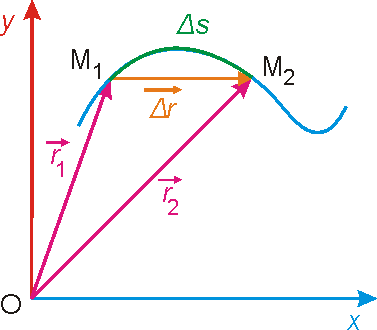 y
Δs
M₁
M₂
Δr
r₁
r₂
O
x